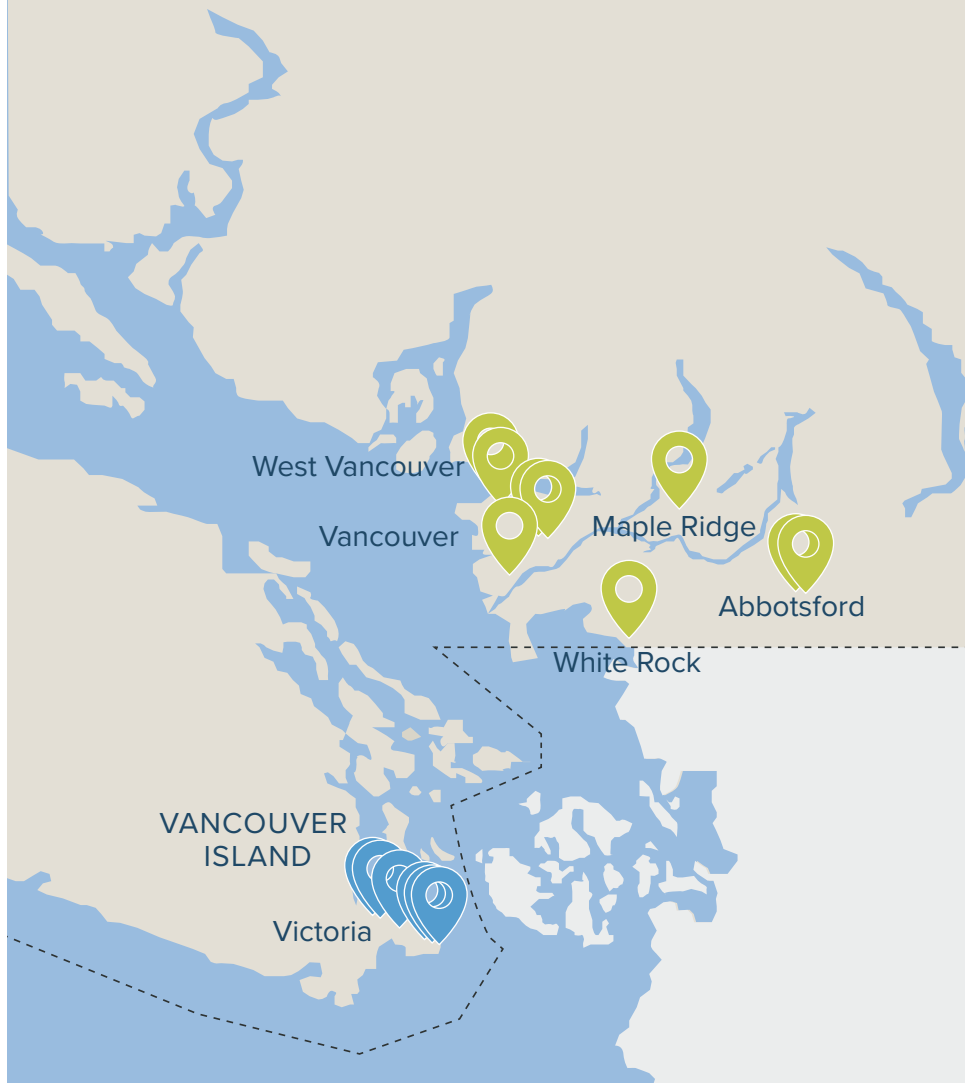 West Vancouver
Vancouver
Maple Ridge
Abbotsford
White Rock
VANCOUVER
ISLAND
Victoria